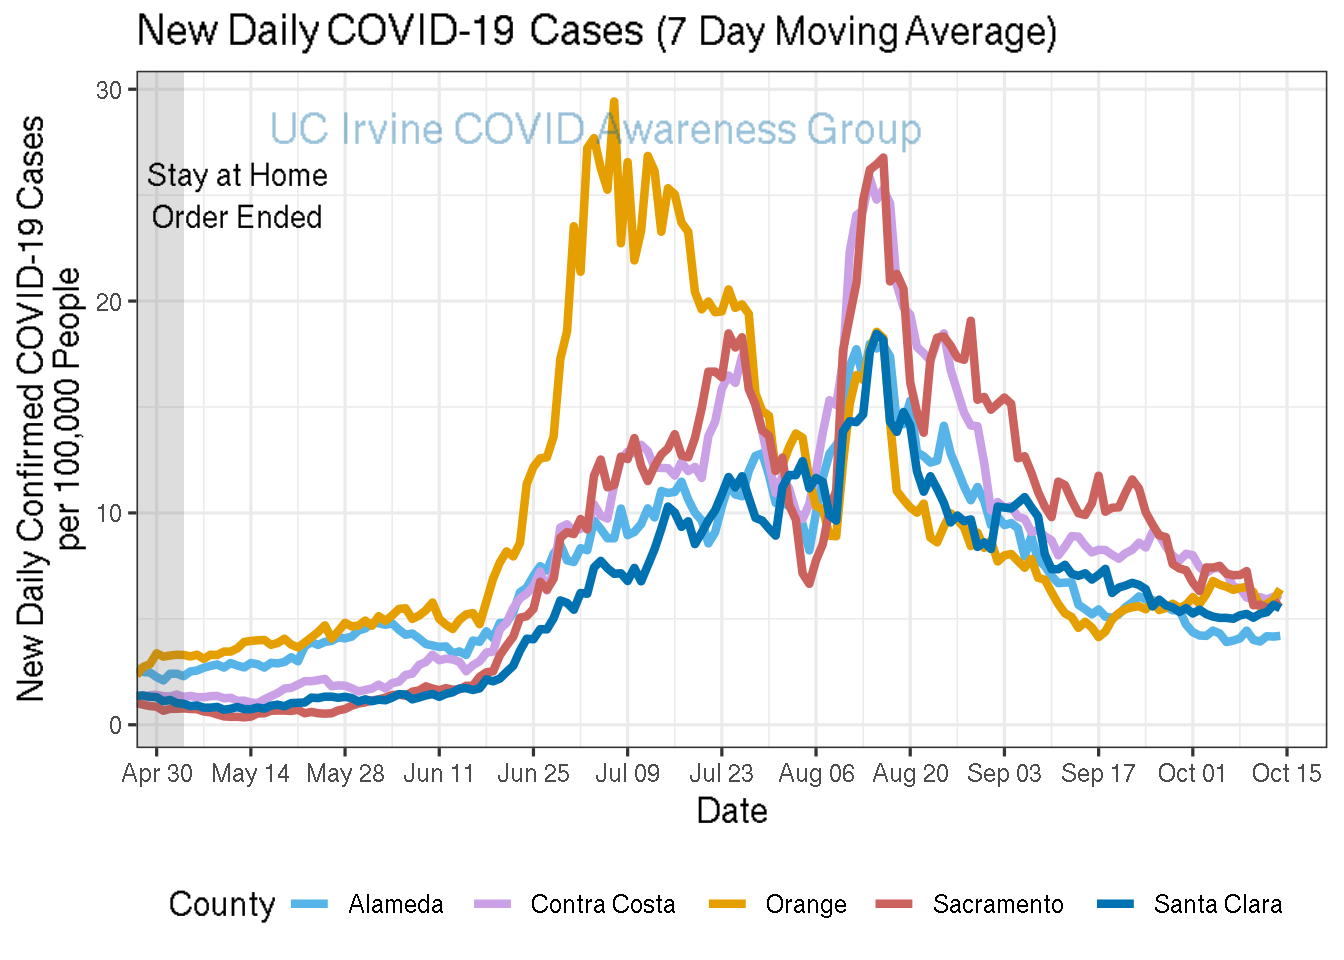 New Daily COVID-19 Cases (7 Day Moving Average)
UC Irvine COVID Awareness Group
Stay at Home
Order Ended
New Daily Confirmed COVID-19 Cases
per 100,000 People
30
20
10
0
Apr 30 May 14 May 28 Jun 11 Jun 25 Jul 09 Jul 23 Aug 06 Aug 20 Sep 03 Sep 17 Oct 01 Oct 15
Date
County Alameda Contra Costa Orange Sacramento Santa Clara